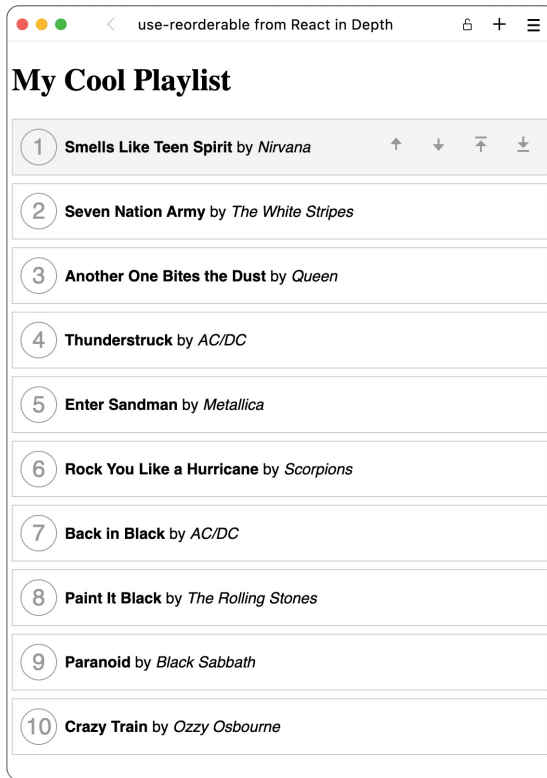 use-reorderable from React in Depth
My Cool Playlist
1 Smells Like Teen Spirit by Nirvana
2 Seven Nation Army by The White Stripes
3 Another One Bites the Dust by Queen
4 Thunderstruck by AC/DC
5 Enter Sandman by Metallica
6 Rock You Like a Hurricane by Scorpions
7 Back in Black by AC/DC
8 Paint It Black by The Rolling Stones
9 Paranoid by Black Sabbath
10 Crazy Train by Ozzy Osbourne